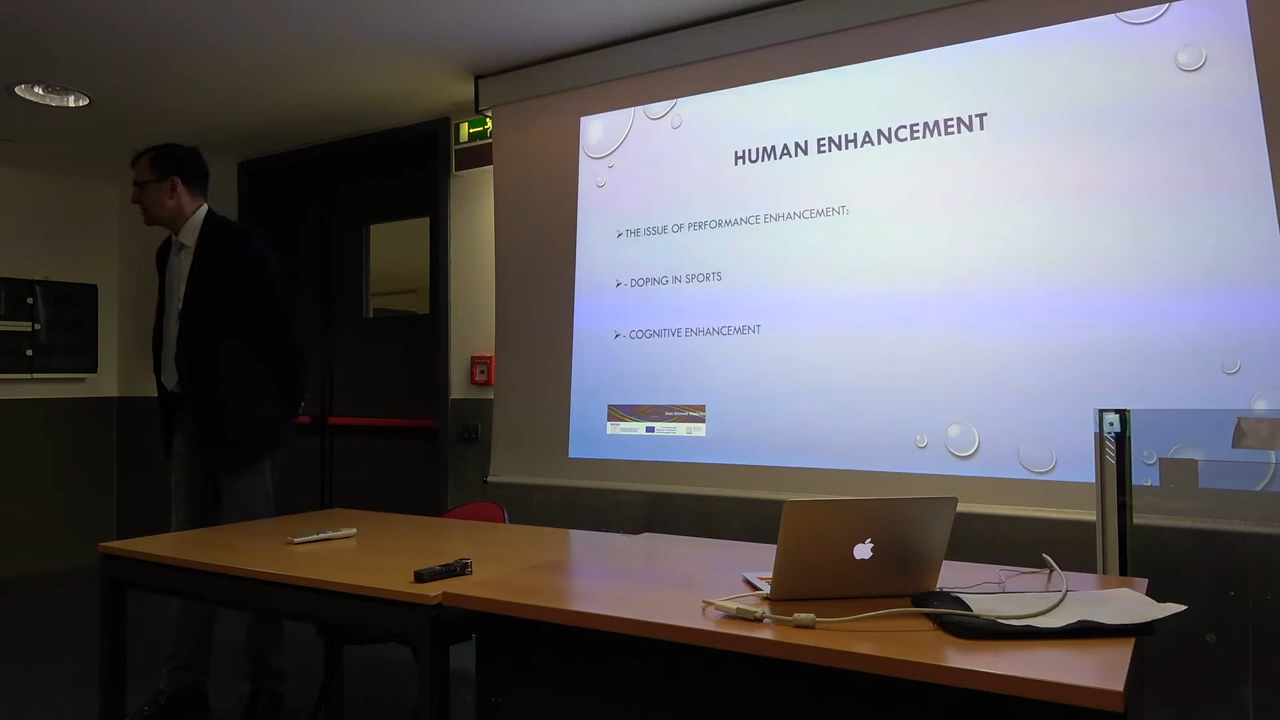 HUMAN ENHANCEMENT
➢THE ISSUE OF PERFORMANCE ENHANCEMENT:
➢- DOPING IN SPORTS
➢- COGNITIVE ENHANCEMENT